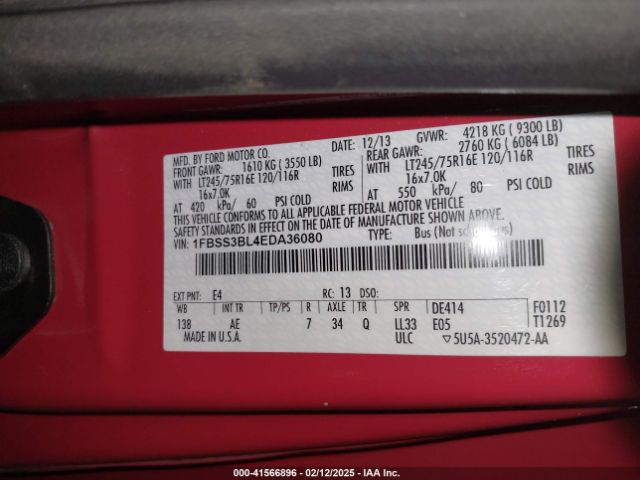 MFD. BY FORD MOTOR CO. DATE: 12/13 GVWR: 4218 KG ( 9300 LB)
FRONT GAWR: 1610 KG ( 3550 LB) REAR GAWR: 2760 KG ( 6084 LB)
WITH LT245/75R16E 120/116R TIRES WITH LT245/75R16E 120/116R TIRES
16x7.0K RIMS 16x7.0K RIMS
AT 420 kPa/ 60 PSI COLD AT 550 kPa/ 80 PSI COLD
THIS VEHICLE CONFORMS TO ALL APPLICABLE FEDERAL MOTOR VEHICLE
SAFETY STANDARDS IN EFFECT ON THE DATE OF MANUFACTURE SHOWN ABOVE.
VIN: 1FBSS3BL4EDA36080 TYPE: Bus (Not
EXT PNT: E4 RC: 13 DSO:
WB INT TR TP/PS R AXLE TR SPR DE414 F0112
138 AE 7 34 Q LL33 E05 T1269
MADE IN U.S.A. ULC ▽5U5A-3520472-AA
000-41566896 - 02/12/2025 - IAA Inc.